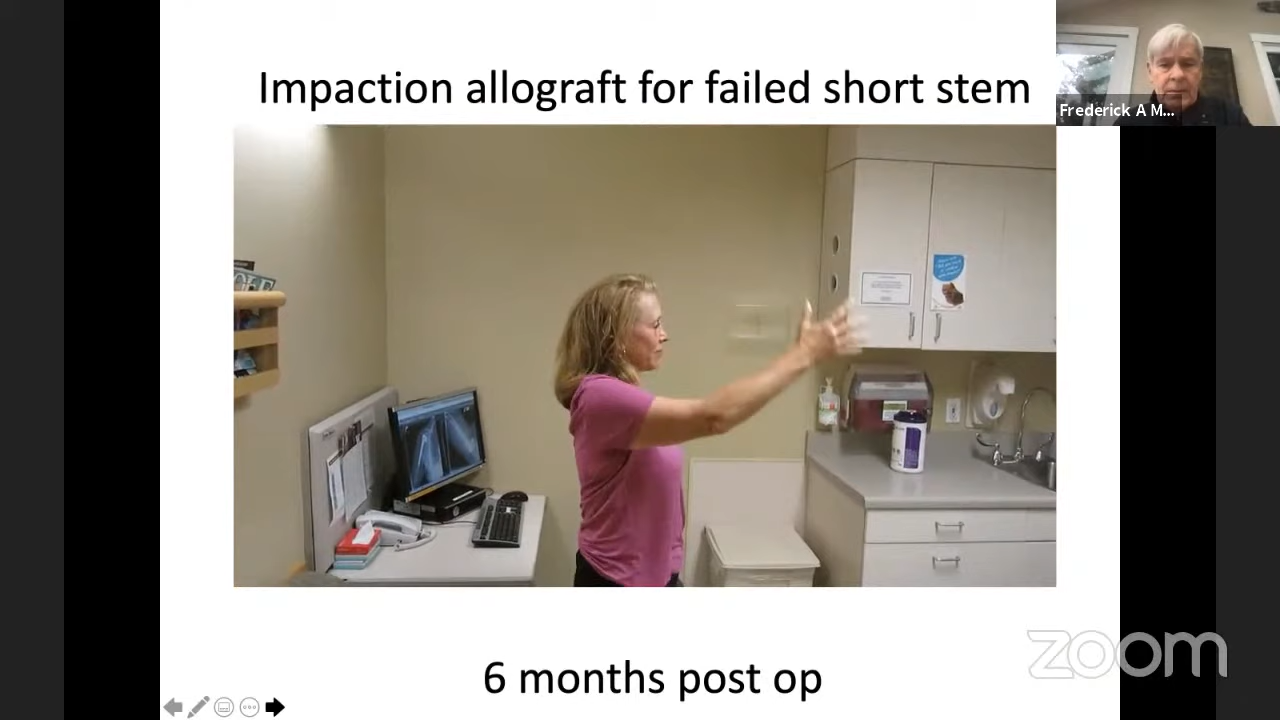 Impaction allograft for failed short stem
Frederick A M...
6 months post op
zoom